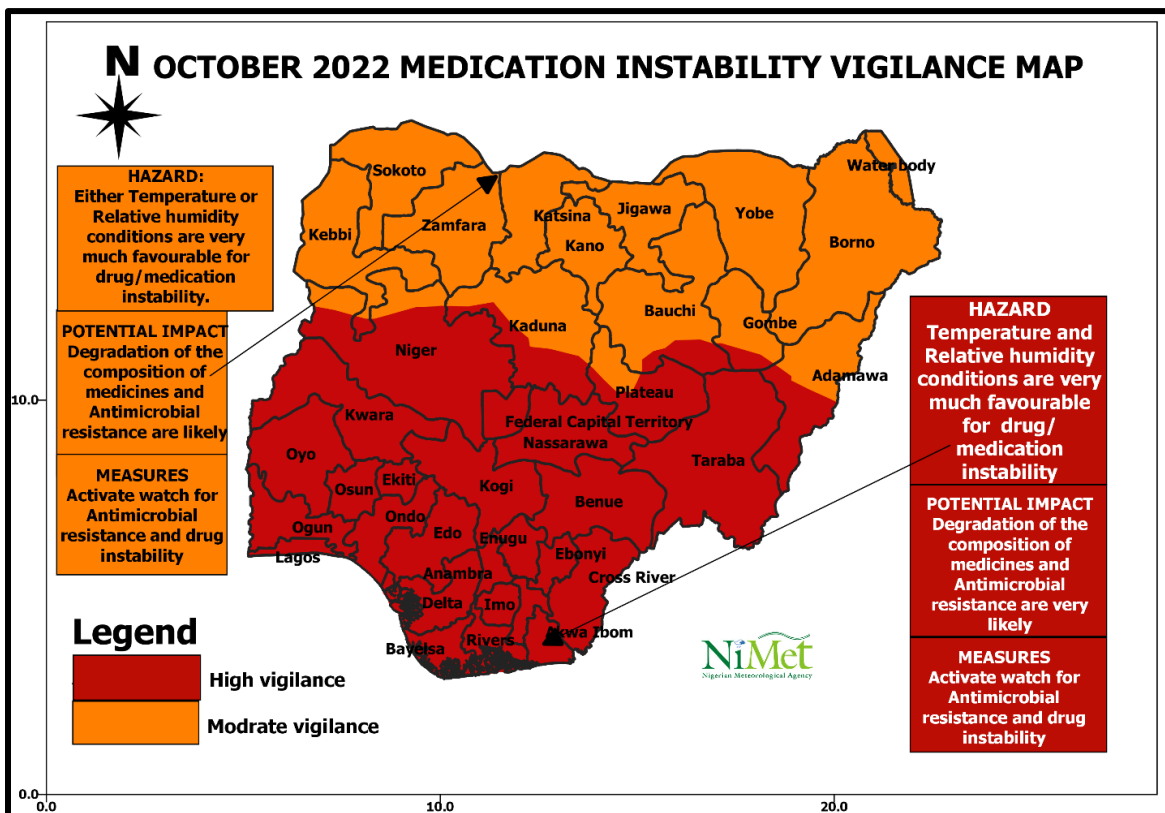 N
OCTOBER 2022 MEDICATION INSTABILITY VIGILANCE MAP
HAZARD:
Either Temperature or
Relative humidity
conditions are very
much favourable for
drug/medication
instability.
POTENTIAL IMPACT
Degradation of the
composition of
medicines and
Antimicrobial
resistance are likely
MEASURES
Activate watch for
Antimicrobial
resistance and drug
instability
Sokoto
Kebbi
Zamfara
Katsina
Kano
Jigawa
Yobe
Water body
Borno
Kaduna
Bauchi
Gombe
Adamawa
Niger
Plateau
Kwara
Federal Capital Territory
Nassarawa
Taraba
Oyo
Osun
Ekiti
Kogi
Benue
Ogun
Ondo
Edo
Enugu
Ebonyi
Lagos
Anambra
Cross River
Delta
Imo
Akwa Ibom
Bayelsa
Rivers
HAZARD
Temperature and
Relative humidity
conditions are very
much favourable
for drug/
medication
instability
POTENTIAL IMPACT
Degradation of the
composition of
medicines and
Antimicrobial
resistance are very
likely
MEASURES
Activate watch for
Antimicrobial
resistance and drug
instability
Legend
High vigilance
Modrate vigilance
NiMet
Nigerian Meteorological Agency
10.0
0.0
0.0
10.0
20.0